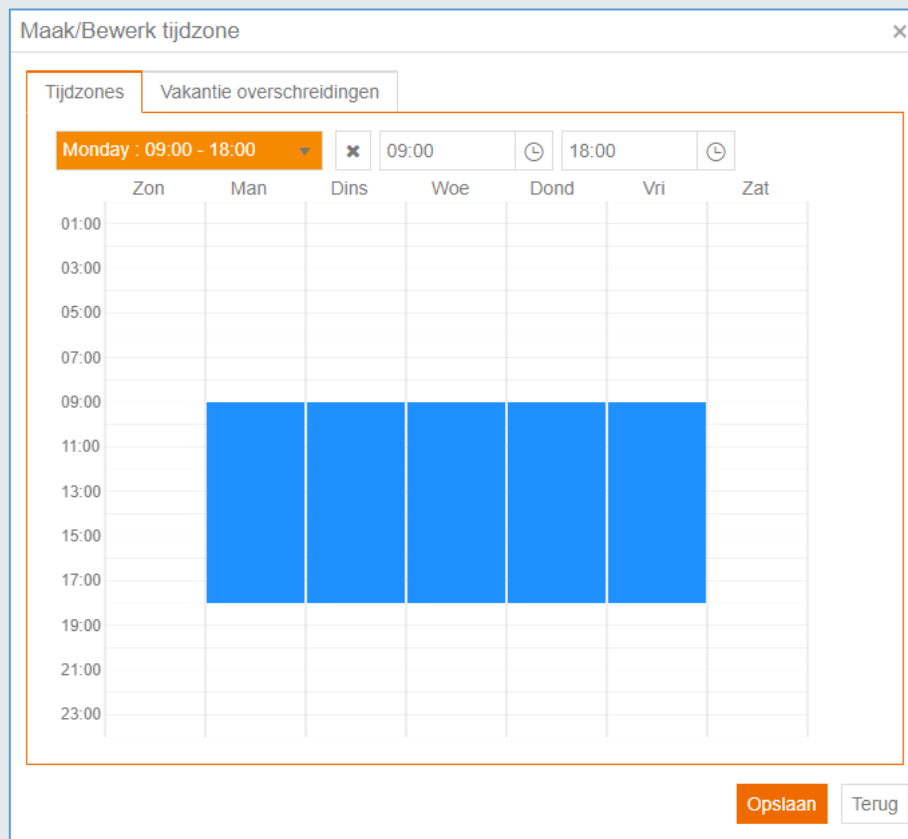 Maak/Bewerk tijdzone
Tijdzones Vakantie overschreidingen
Monday : 09:00 - 18:00 09:00 18:00
Zon Man Dins Woe Dond Vri Zat
01:00
03:00
05:00
07:00
09:00
11:00
13:00
15:00
17:00
19:00
21:00
23:00
Opslaan Terug